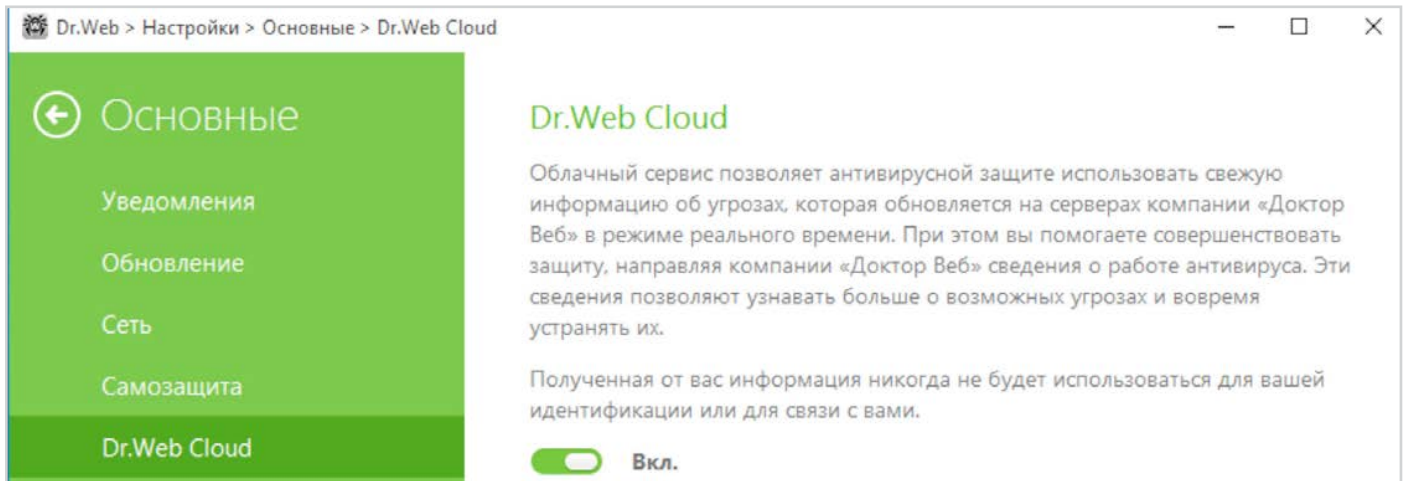 Dr.Web > Настройки > Основные > Dr.Web Cloud
Основные
Уведомления
Обновление
Сеть
Самозащита
Dr.Web Cloud
Dr.Web Cloud
Облачный сервис позволяет антивирусной защите использовать свежую
информацию об угрозах, которая обновляется на серверах компании «Доктор
Веб» в режиме реального времени. При этом вы помогаете совершенствовать
защиту, направляя компании «Доктор Веб» сведения о работе антивируса. Эти
сведения позволяют узнавать больше о возможных угрозах и вовремя
устранять их.
Полученная от вас информация никогда не будет использоваться для вашей
идентификации или для связи с вами.
Вкл.